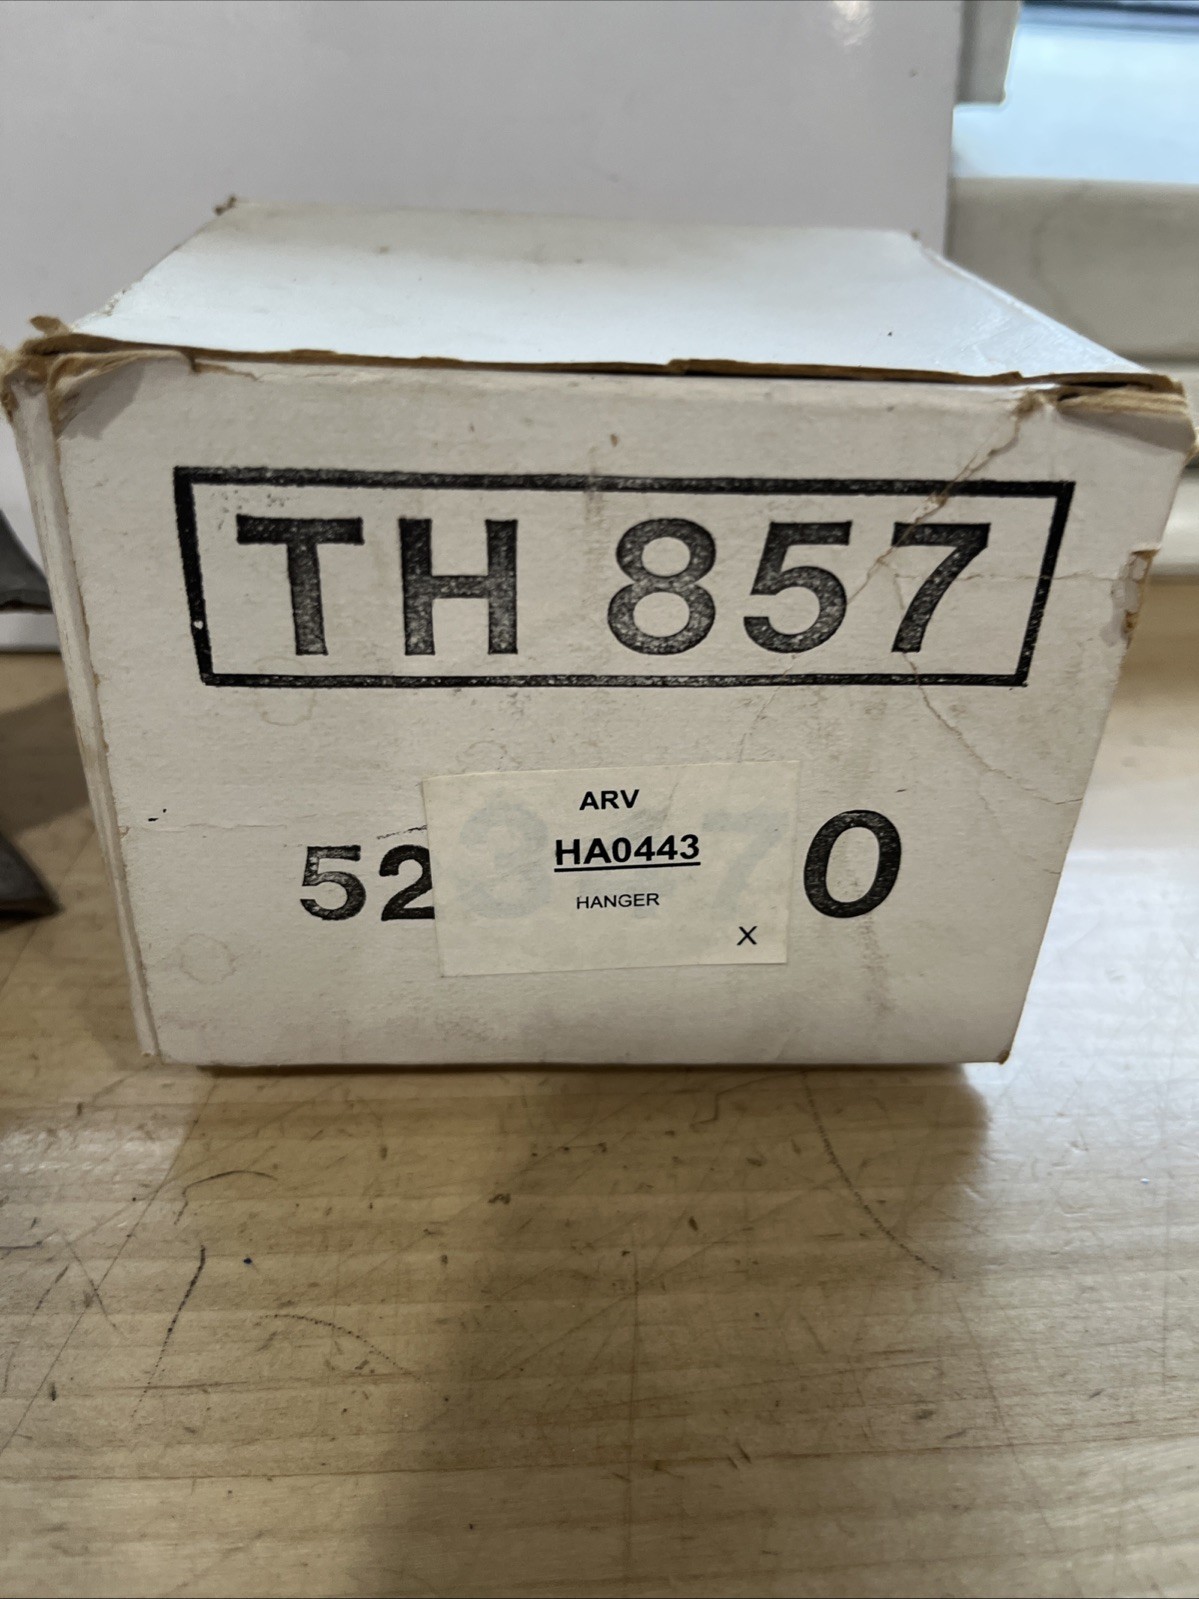 TH 857
52 0
ARV
HA0443
HANGER
X